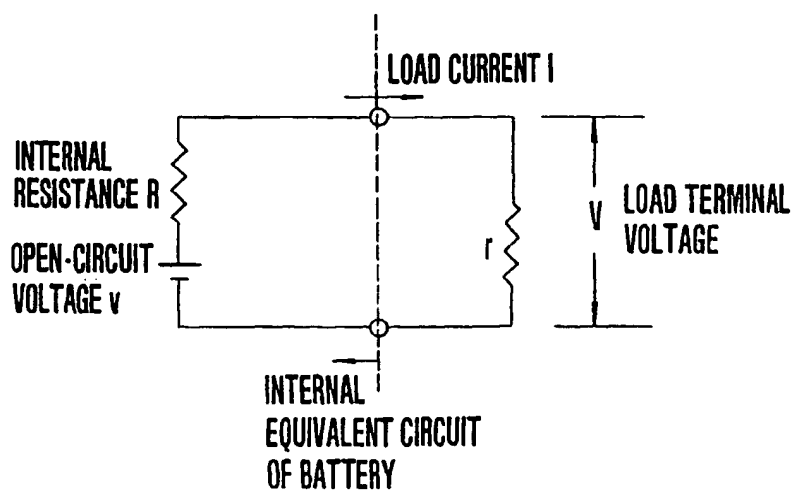 LOAD CURRENT I
INTERNAL
RESISTANCE R
OPEN-CIRCUIT
VOLTAGE v
r
V
LOAD TERMINAL
VOLTAGE
INTERNAL
EQUIVALENT CIRCUIT
OF BATTERY